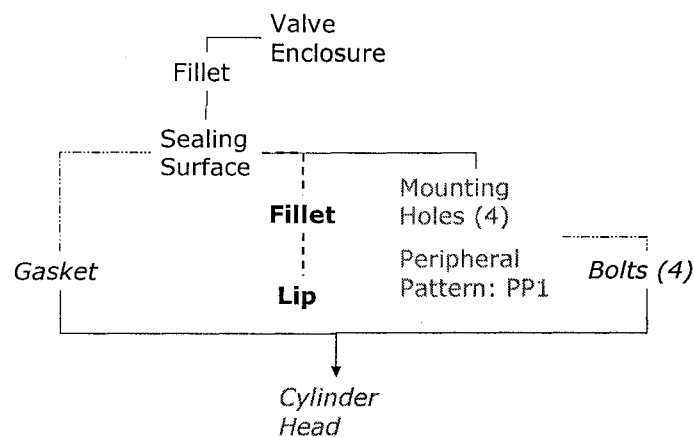 Valve
Enclosure
Fillet
Sealing
Surface
Fillet
Mounting
Holes (4)
Gasket
Lip
Peripheral
Pattern: PP1
Bolts (4)
Cylinder
Head